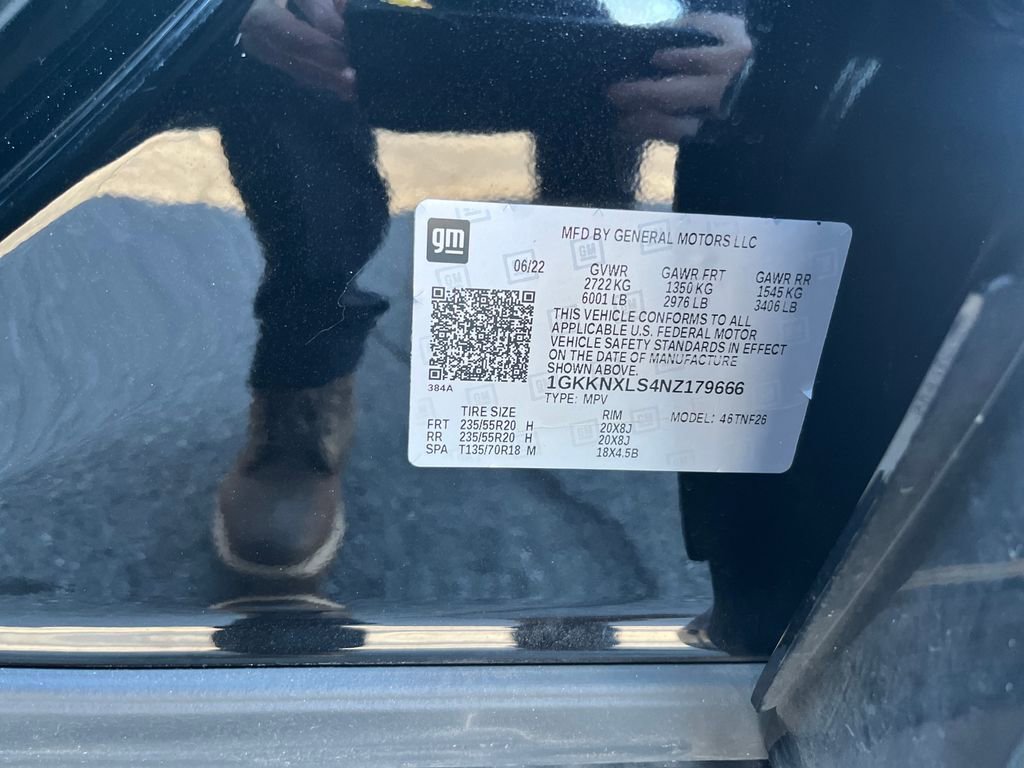 gm
MFD BY GENERAL MOTORS LLC
06/22 GVWR GAWR FRT GAWR RR
2722 KG 1350 KG 1545 KG
6001 LB 2976 LB 3406 LB
THIS VEHICLE CONFORMS TO ALL
APPLICABLE U.S. FEDERAL MOTOR
VEHICLE SAFETY STANDARDS IN EFFECT
ON THE DATE OF MANUFACTURE
SHOWN ABOVE.
384A
1GKKNXLS4NZ179666
TYPE: MPV
TIRE SIZE RIM MODEL: 46TNF26
FRT 235/55R20 H 20X8J
RR 235/55R20 H 20X8J
SPA T135/70R18 M 18X4.5B